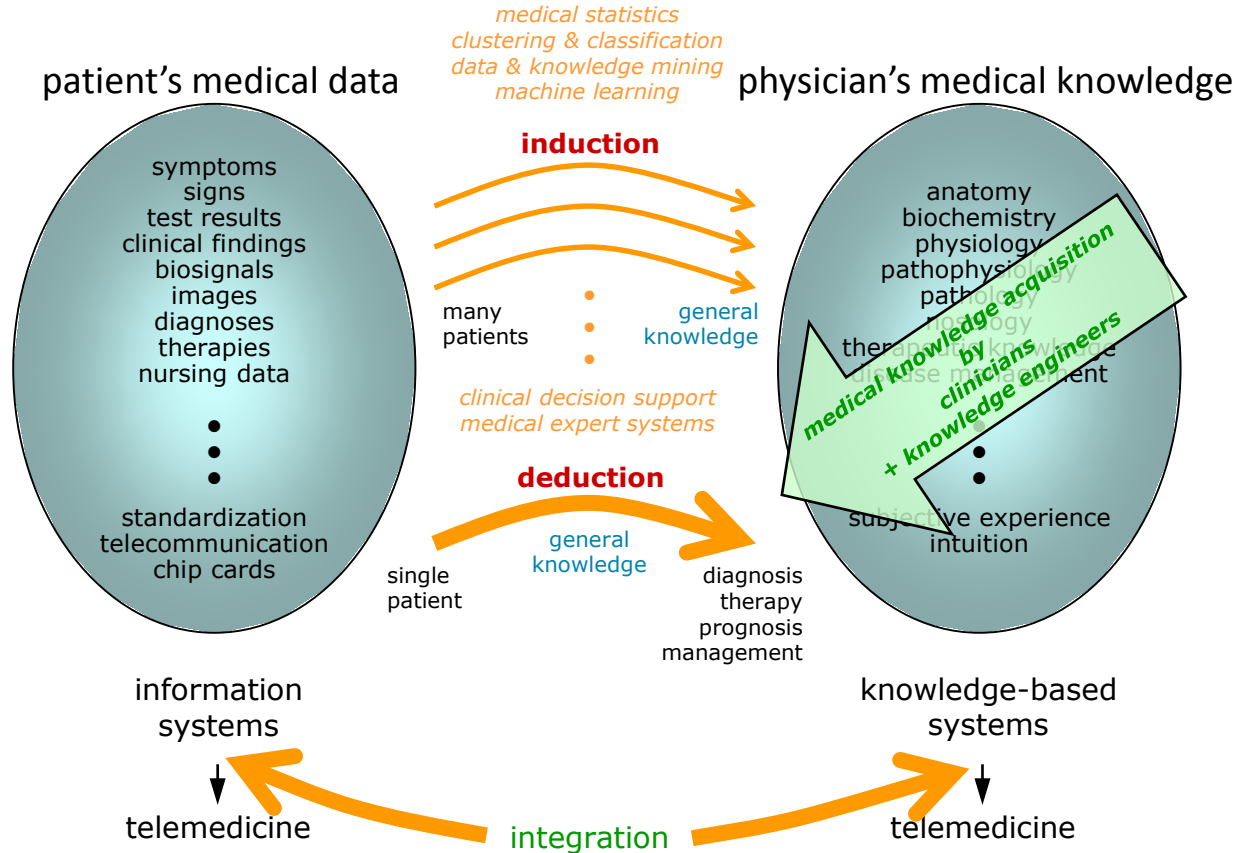 medical statistics
clustering & classification
data & knowledge mining
machine learning
patient's medical data
physician's medical knowledge
induction
symptoms
signs
test results
clinical findings
biosignals
images
diagnoses
therapies
nursing data
standardization
telecommunication
chip cards
many
patients
general
knowledge
clinical decision support
medical expert systems
deduction
general
knowledge
single
patient
diagnosis
therapy
prognosis
management
anatomy
biochemistry
physiology
pathophysiology
pathology
nosology
therapeutic knowledge
disease management
subjective experience
intuition
medical knowledge acquisition
by
clinicians
+ knowledge engineers
information
systems
telemedicine
knowledge-based
systems
telemedicine
integration